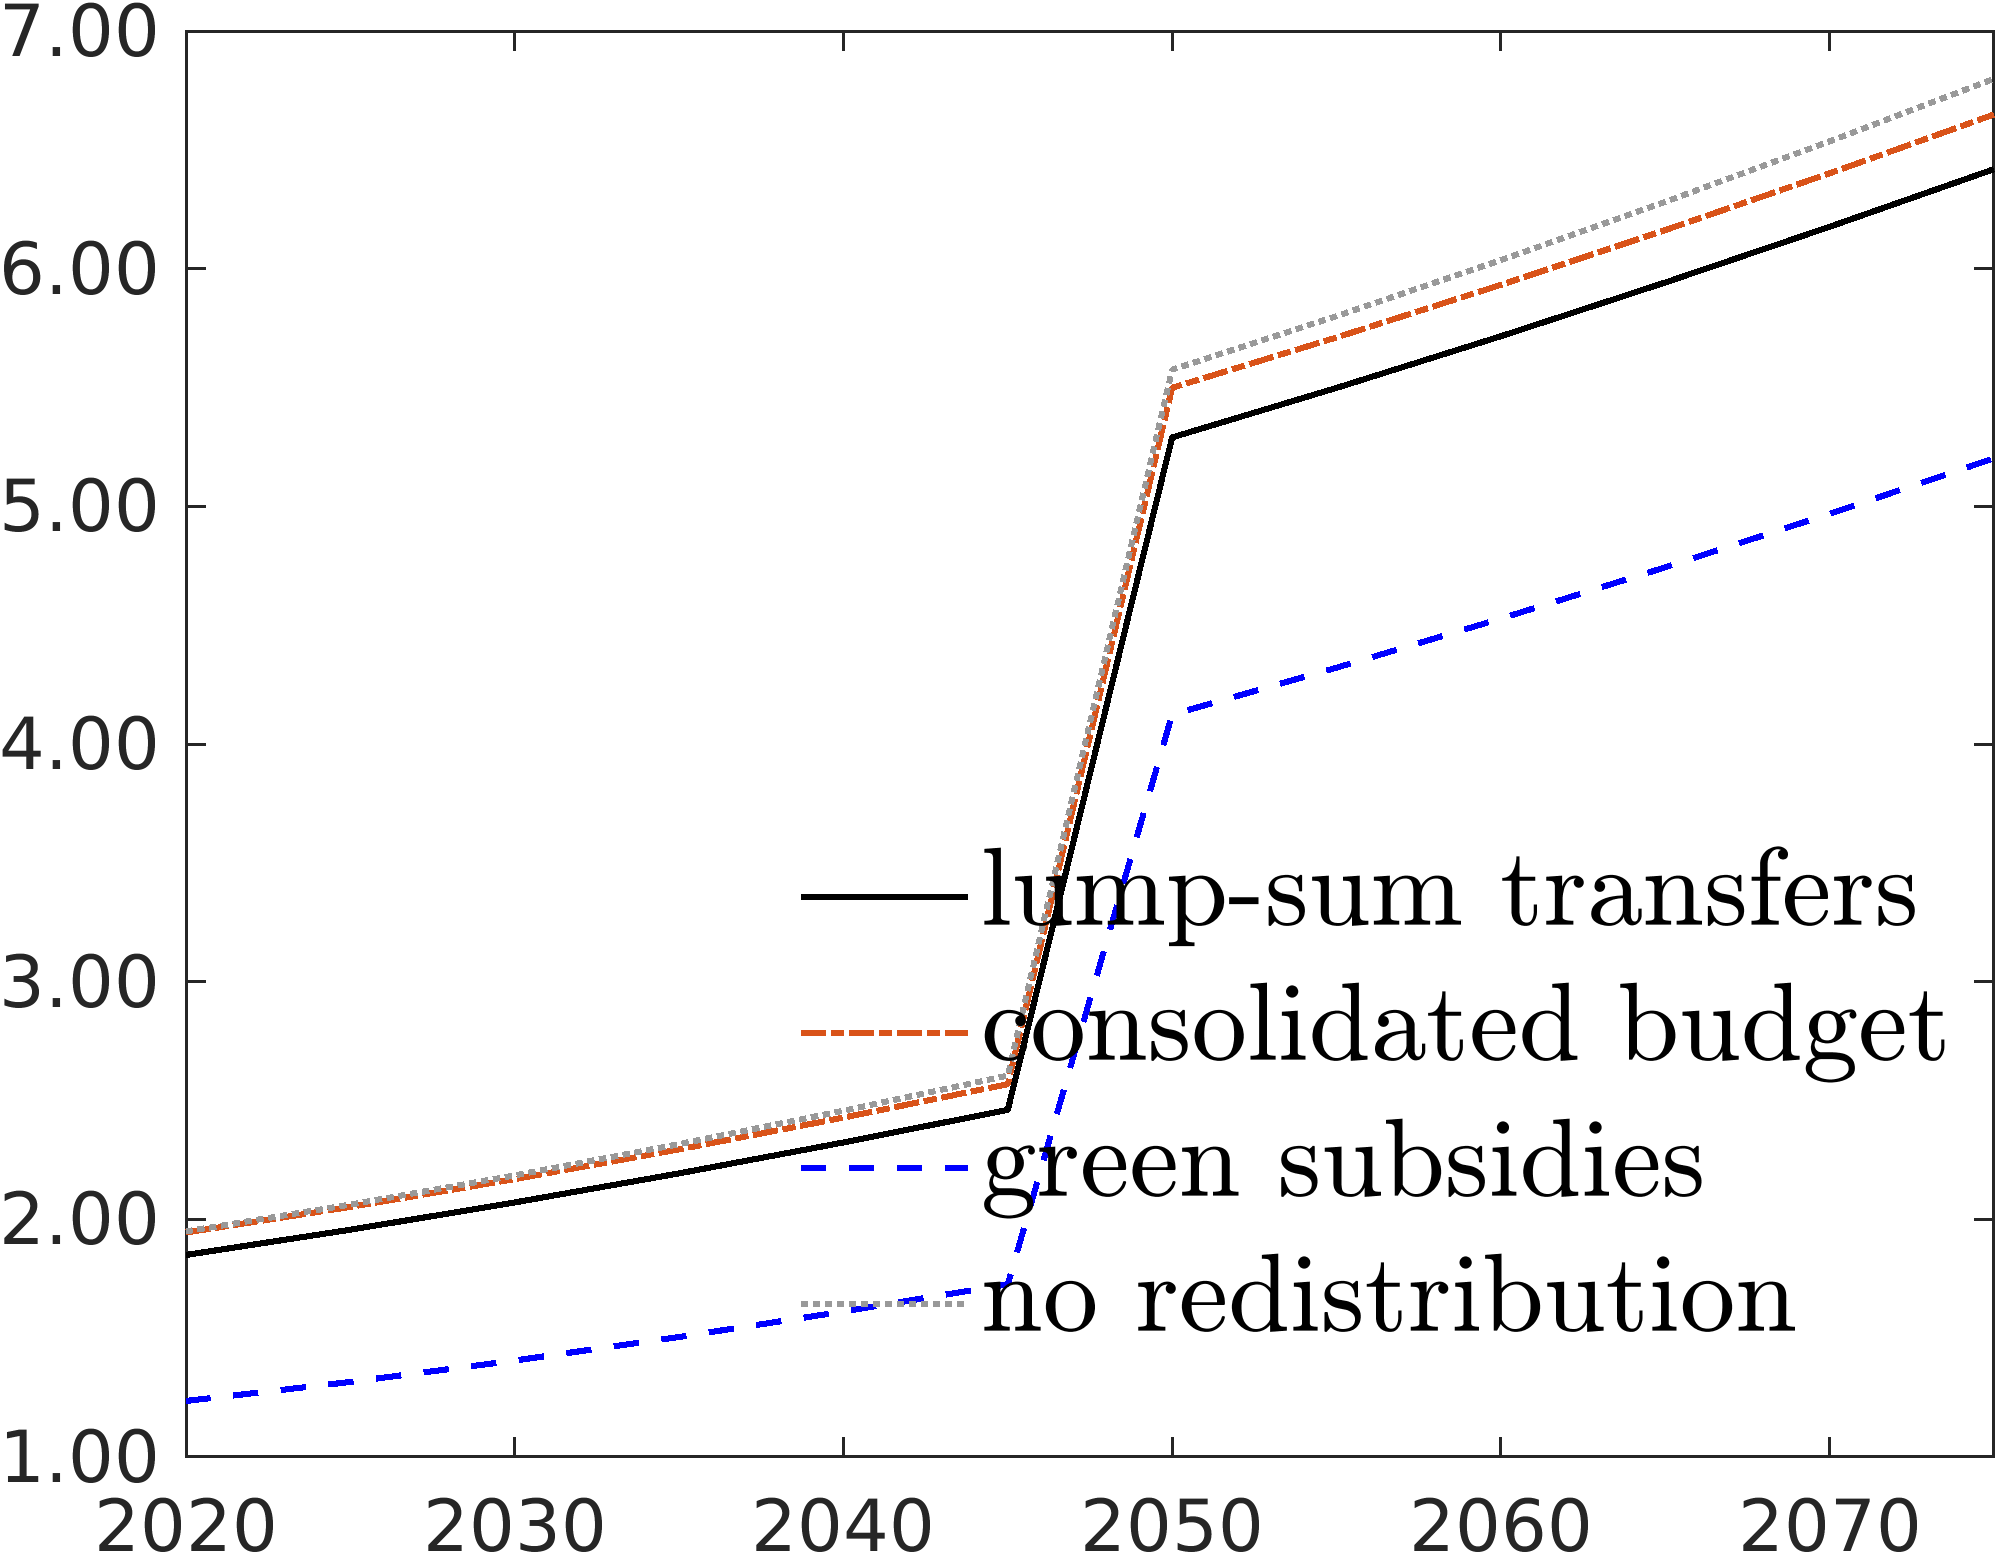 7.00
6.00
5.00
4.00
3.00
2.00
1.00
lump-sum transfers
consolidated budget
green subsidies
no redistribution
2020 2030 2040 2050 2060 2070